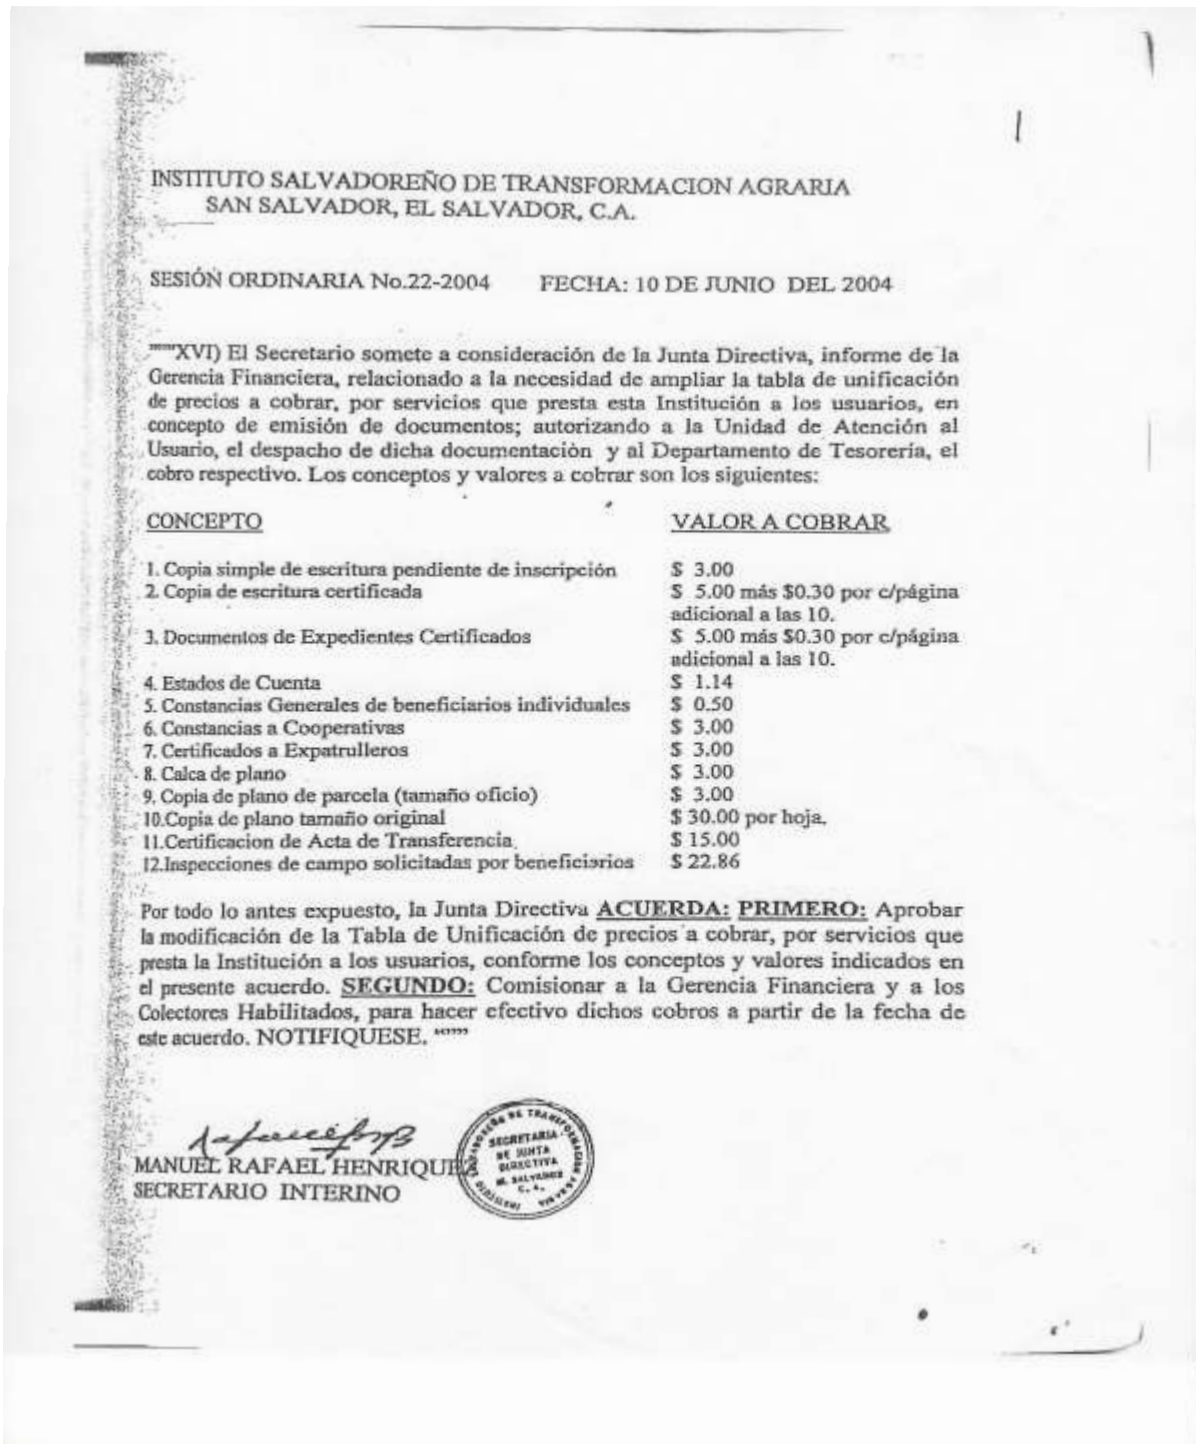 INSTITUTO SALVADOREÑO DE TRANSFORMACION AGRARIA
SAN SALVADOR, EL SALVADOR, C.A.
SESIÓN ORDINARIA No.22-2004 FECHA: 10 DE JUNIO DEL 2004
"""XVI) El Secretario somete a consideración de la Junta Directiva, informe de la
Gerencia Financiera, relacionado a la necesidad de ampliar la tabla de unificación
de precios a cobrar, por servicios que presta esta Institución a los usuarios, en
concepto de emisión de documentos; autorizando a la Unidad de Atención al
Usuario, el despacho de dicha documentación y al Departamento de Tesorería, el
cobro respectivo. Los conceptos y valores a cobrar son los siguientes:
CONCEPTO VALOR A COBRAR
1. Copia simple de escritura pendiente de inscripción $ 3.00
2. Copia de escritura certificada $ 5.00 más $0.30 por c/página
adicional a las 10.
3. Documentos de Expedientes Certificados $ 5.00 más $0.30 por c/página
adicional a las 10.
4. Estados de Cuenta $ 1.14
5. Constancias Generales de beneficiarios individuales $ 0.50
6. Constancias a Cooperativas $ 3.00
7. Certificados a Expatrulleros $ 3.00
8. Calca de plano $ 3.00
9. Copia de plano de parcela (tamaño oficio) $ 3.00
10.Copia de plano tamaño original $ 30.00 por hoja.
11.Certificacion de Acta de Transferencia $ 15.00
12.Inspecciones de campo solicitadas por beneficiarios $ 22.86
Por todo lo antes expuesto, la Junta Directiva ACUERDA: PRIMERO: Aprobar
la modificación de la Tabla de Unificación de precios a cobrar, por servicios que
presta la Institución a los usuarios, conforme los conceptos y valores indicados en
el presente acuerdo. SEGUNDO: Comisionar a la Gerencia Financiera y a los
Colectores Habilitados, para hacer efectivo dichos cobros a partir de la fecha de
este acuerdo. NOTIFIQUESE. """"
MANUEL RAFAEL HENRIQUE
SECRETARIO INTERINO
INSTITUTO SALVADOREÑO DE TRANSFORMACION AGRARIA
SECRETARIA
DE JUNTA
DIRECTIVA
S. SALVADOR
C. A.